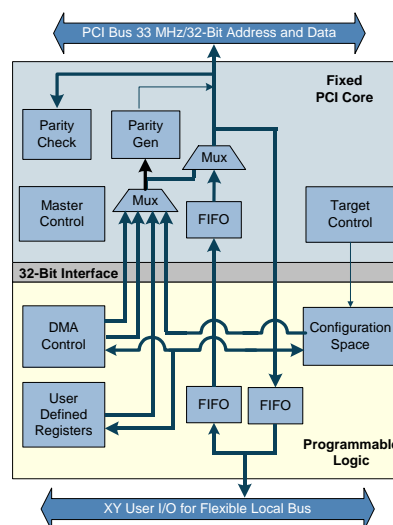 PCI Bus 33 MHz/32-Bit Address and Data
Fixed
PCI Core
Parity
Check
Parity
Gen
Mux
Mux
Master
Control
FIFO
Target
Control
32-Bit Interface
DMA
Control
Configuration
Space
User
Defined
Registers
FIFO
FIFO
Programmable
Logic
XY User I/O for Flexible Local Bus